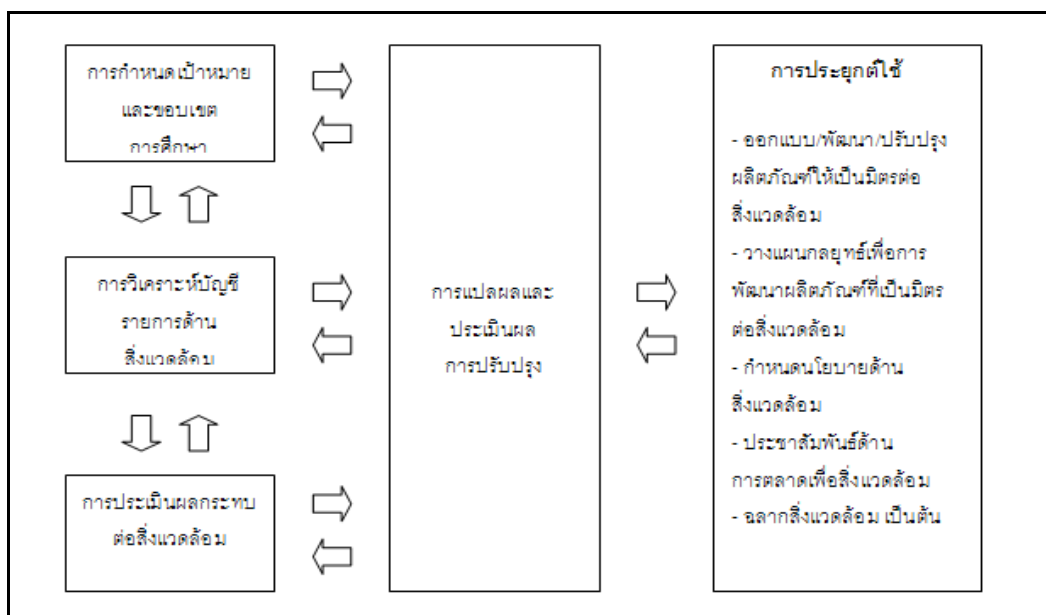 การกำหนดเป้าหมาย
และขอบเขต
การศึกษา
การวิเคราะห์บัญชี
รายการด้าน
สิ่งแวดล้อม
การประเมินผลกระทบ
ต่อสิ่งแวดล้อม
การแปลผลและ
ประเมินผล
การปรับปรุง
การประยุกต์ใช้
- ออกแบบ/พัฒนา/ปรับปรุง
ผลิตภัณฑ์ให้เป็นมิตรต่อ
สิ่งแวดล้อม
- วางแผนกลยุทธ์เพื่อการ
พัฒนาผลิตภัณฑ์ที่เป็นมิตร
ต่อสิ่งแวดล้อม
- กำหนดนโยบายด้าน
สิ่งแวดล้อม
- ประชาสัมพันธ์ด้าน
การตลาดเพื่อสิ่งแวดล้อม
- ฉลากสิ่งแวดล้อม เป็นต้น